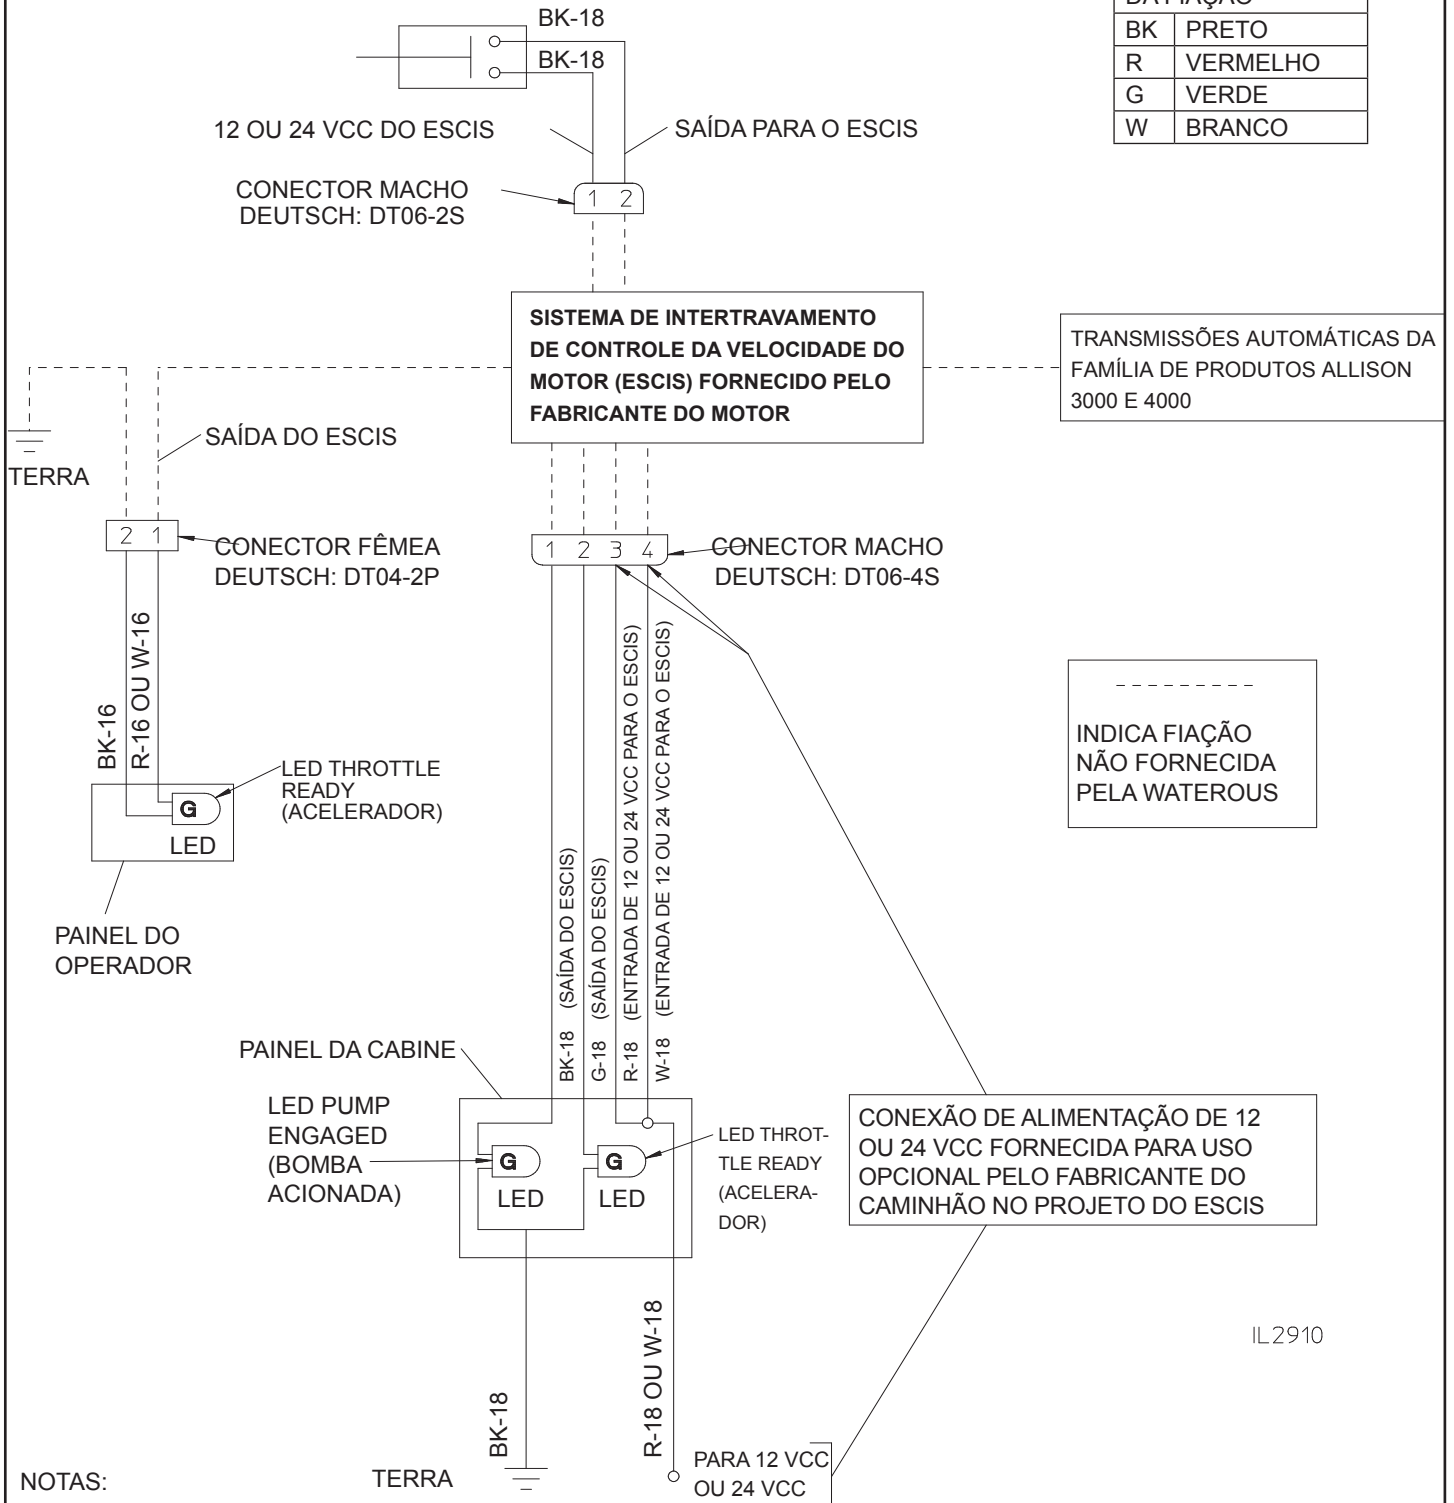 BK-18
BK-18
DA FIAÇÃO
BK PRETO
R VERMELHO
G VERDE
W BRANCO
12 OU 24 VCC DO ESCIS
SAÍDA PARA O ESCIS
CONECTOR MACHO
DEUTSCH: DT06-2S
1 2
SISTEMA DE INTERTRAVAMENTO
DE CONTROLE DA VELOCIDADE DO
MOTOR (ESCIS) FORNECIDO PELO
FABRICANTE DO MOTOR
TRANSMISSÕES AUTOMÁTICAS DA
FAMÍLIA DE PRODUTOS ALLISON
3000 E 4000
SAÍDA DO ESCIS
TERRA
2 1
CONECTOR FÊMEA
DEUTSCH: DT04-2P
1 2 3 4
CONECTOR MACHO
DEUTSCH: DT06-4S
BK-16
R-16 OU W-16
LED THROTTLE
READY
(ACELERADOR)
G
LED
PAINEL DO
OPERADOR
INDICA FIAÇÃO
NÃO FORNECIDA
PELA WATEROUS
BK-18 (SAÍDA DO ESCIS)
G-18 (SAÍDA DO ESCIS)
R-18 (ENTRADA DE 12 OU 24 VCC PARA O ESCIS)
W-18 (ENTRADA DE 12 OU 24 VCC PARA O ESCIS)
PAINEL DA CABINE
LED PUMP
ENGAGED
(BOMBA
ACIONADA)
G
LED
G
LED
LED THROT-
TLE READY
(ACELERA-
DOR)
CONEXÃO DE ALIMENTAÇÃO DE 12
OU 24 VCC FORNECIDA PARA USO
OPCIONAL PELO FABRICANTE DO
CAMINHÃO NO PROJETO DO ESCIS
IL2910
BK-18
R-18 OU W-18
NOTAS:
TERRA
PARA 12 VCC
OU 24 VCC